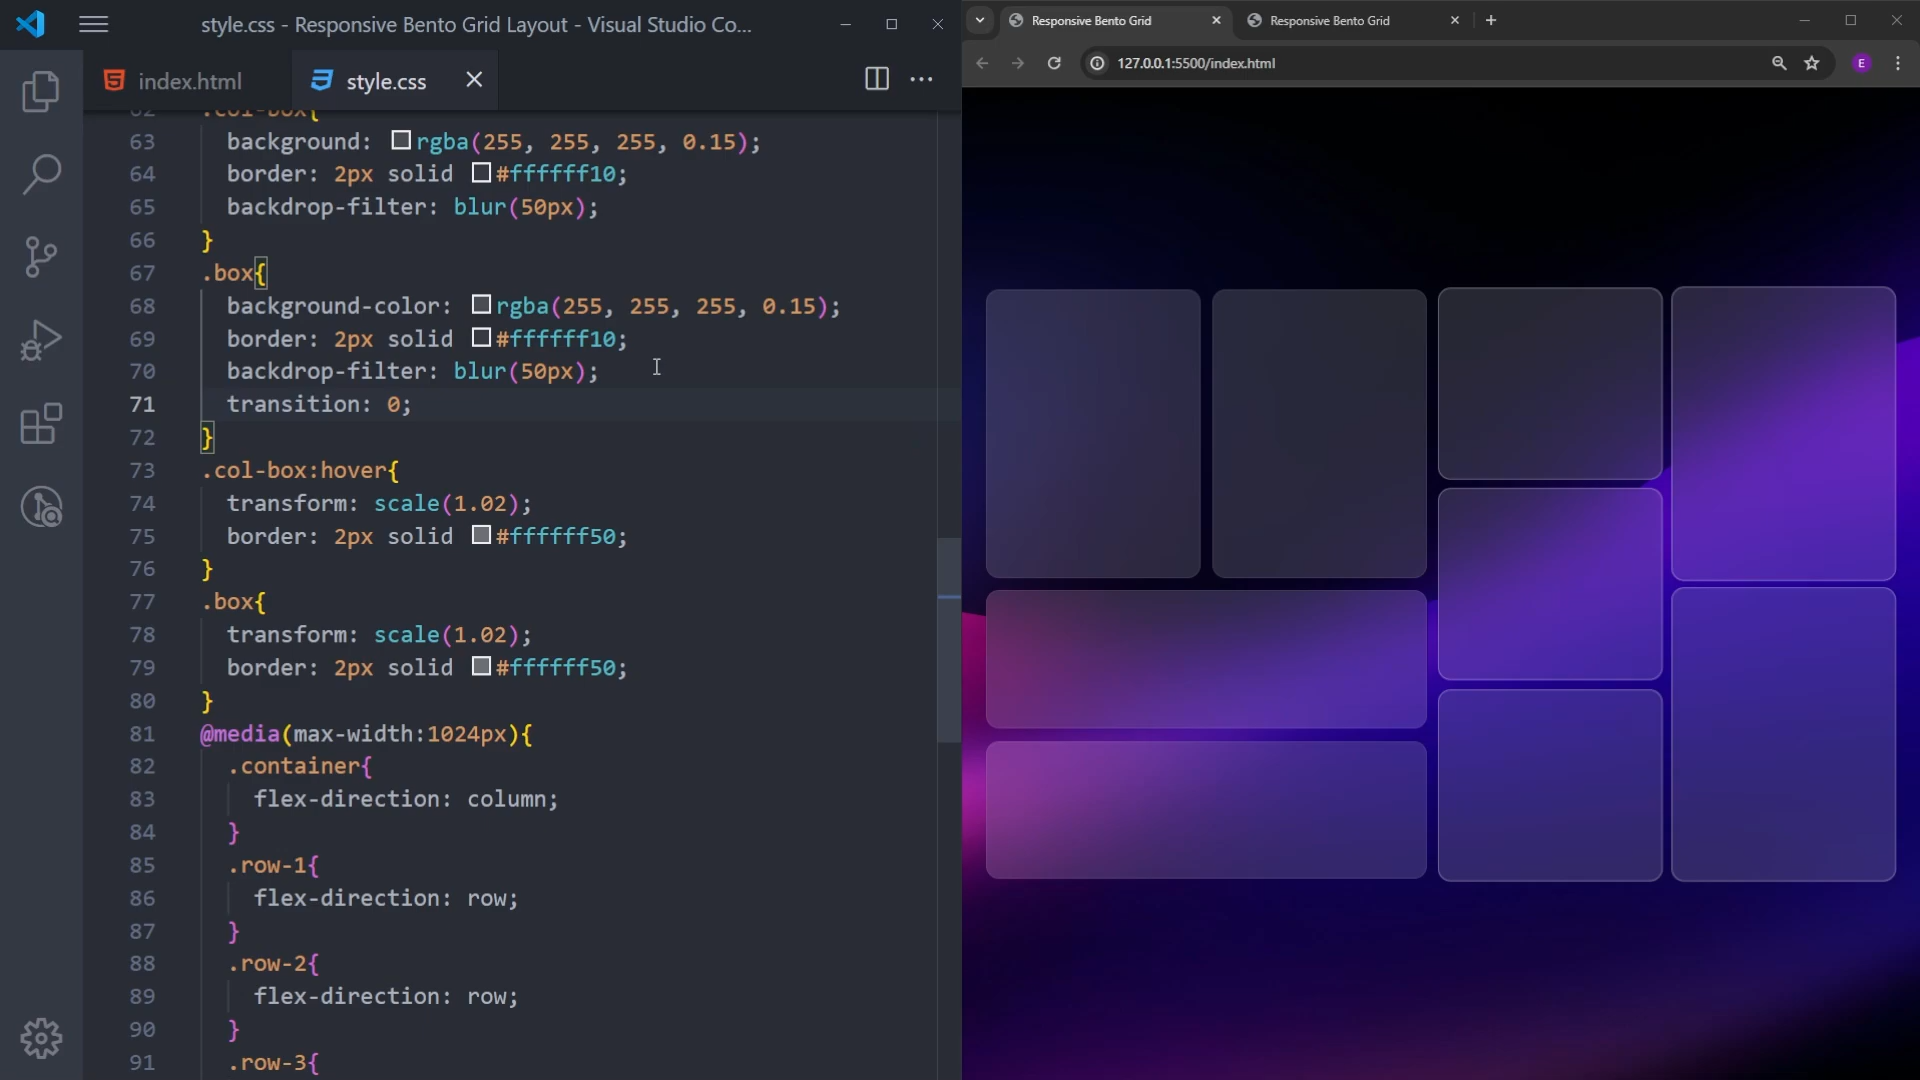 style.css - Responsive Bento Grid Layout - Visual Studio Co...
index.html
style.css
62 .col-box{
63 background: rgba(255, 255, 255, 0.15);
64 border: 2px solid #ffffff10;
65 backdrop-filter: blur(50px);
66 }
67 .box{
68 background-color: rgba(255, 255, 255, 0.15);
69 border: 2px solid #ffffff10;
70 backdrop-filter: blur(50px);
71 transition: 0;
72 }
73 .col-box:hover{
74 transform: scale(1.02);
75 border: 2px solid #ffffff50;
76 }
77 .box{
78 transform: scale(1.02);
79 border: 2px solid #ffffff50;
80 }
81 @media(max-width:1024px){
82 .container{
83 flex-direction: column;
84 }
85 .row-1{
86 flex-direction: row;
87 }
88 .row-2{
89 flex-direction: row;
90 }
91 .row-3{
Responsive Bento Grid
Responsive Bento Grid
127.0.0.1:5500/index.html
E